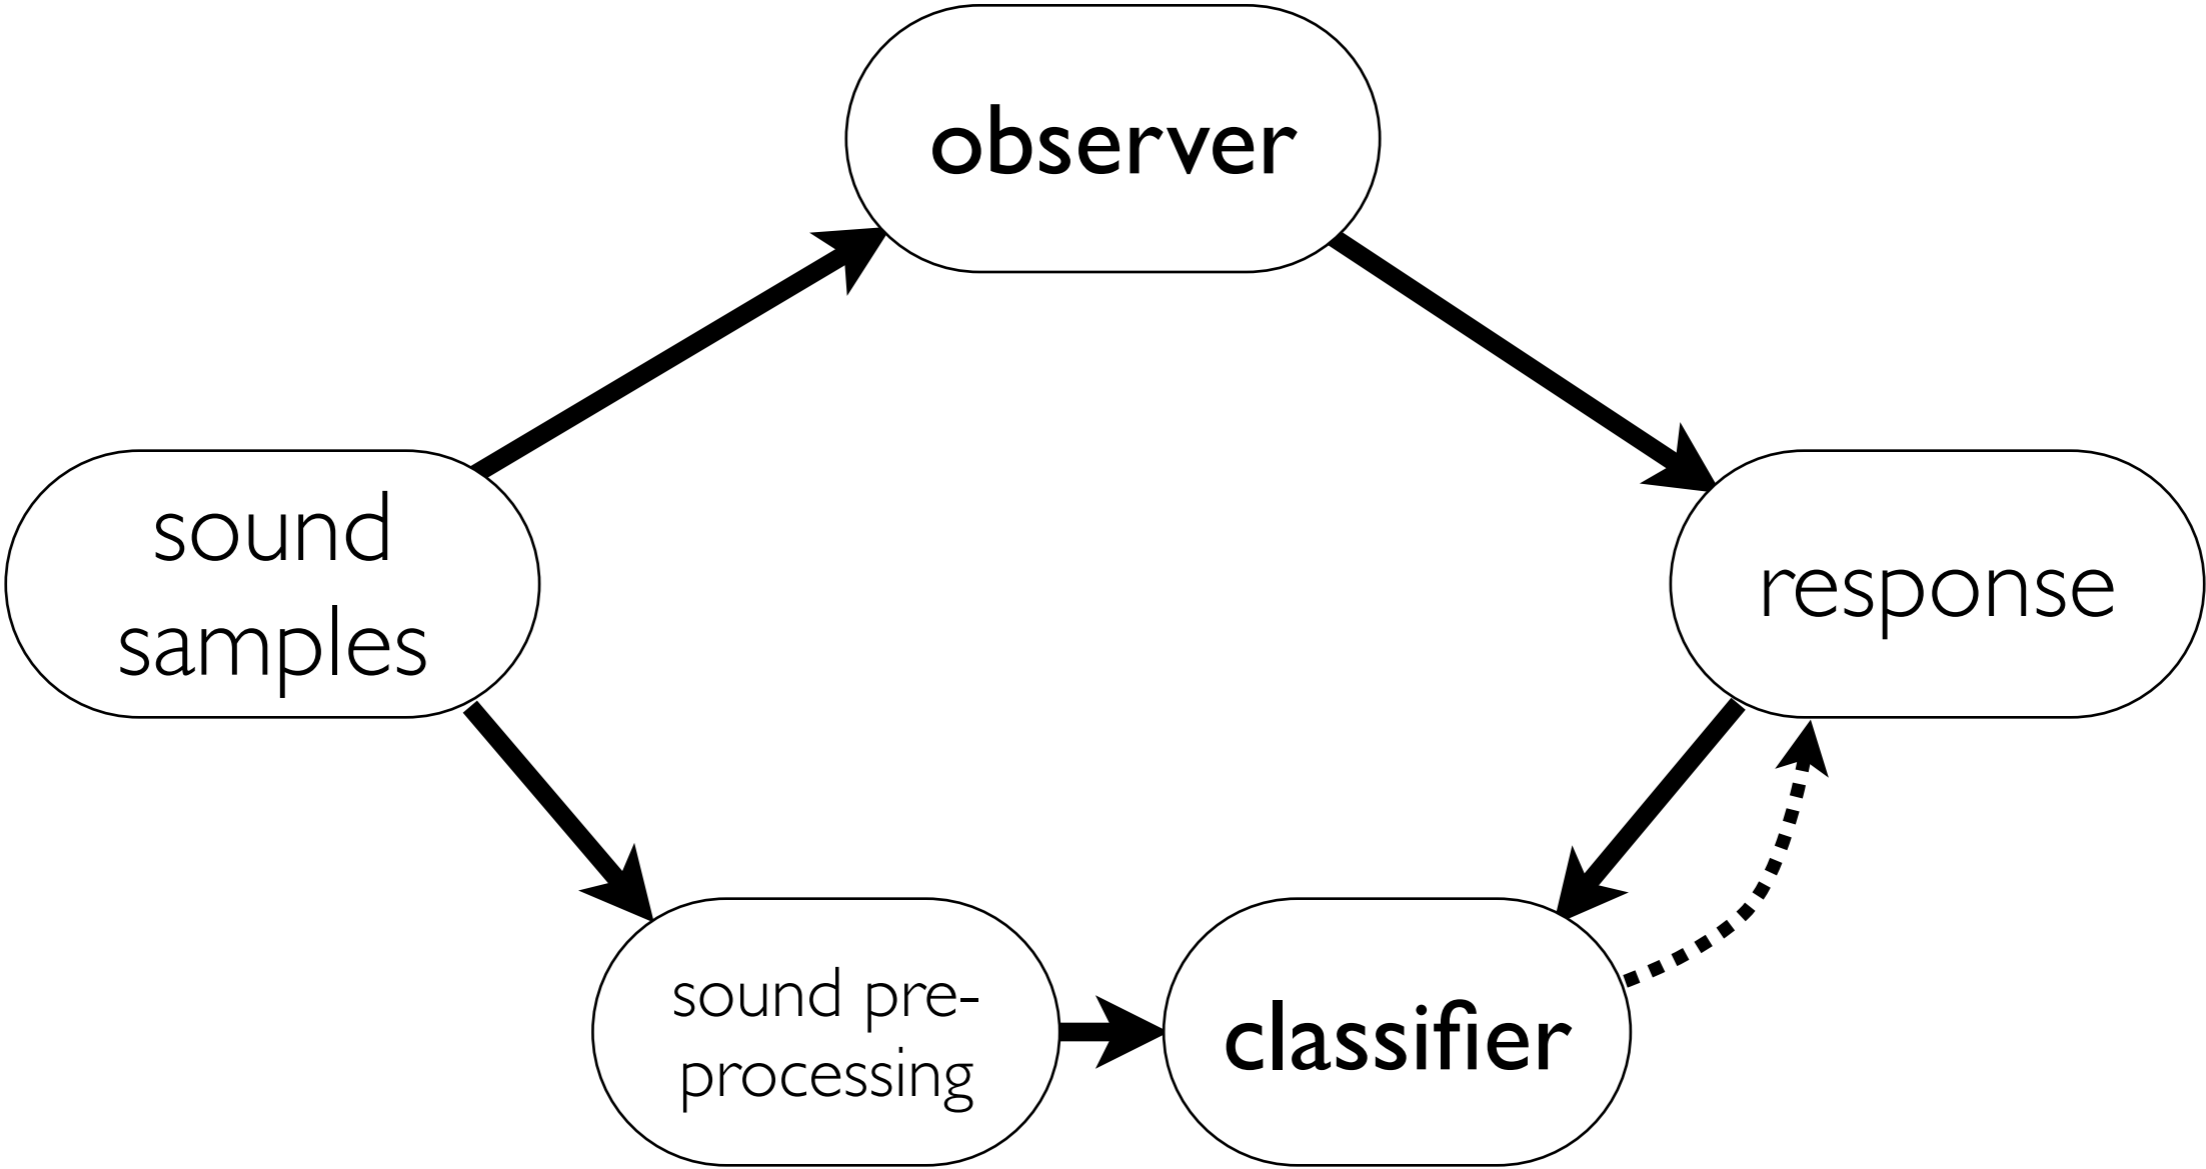 observer
sound
samples
response
sound pre-
processing
classifier